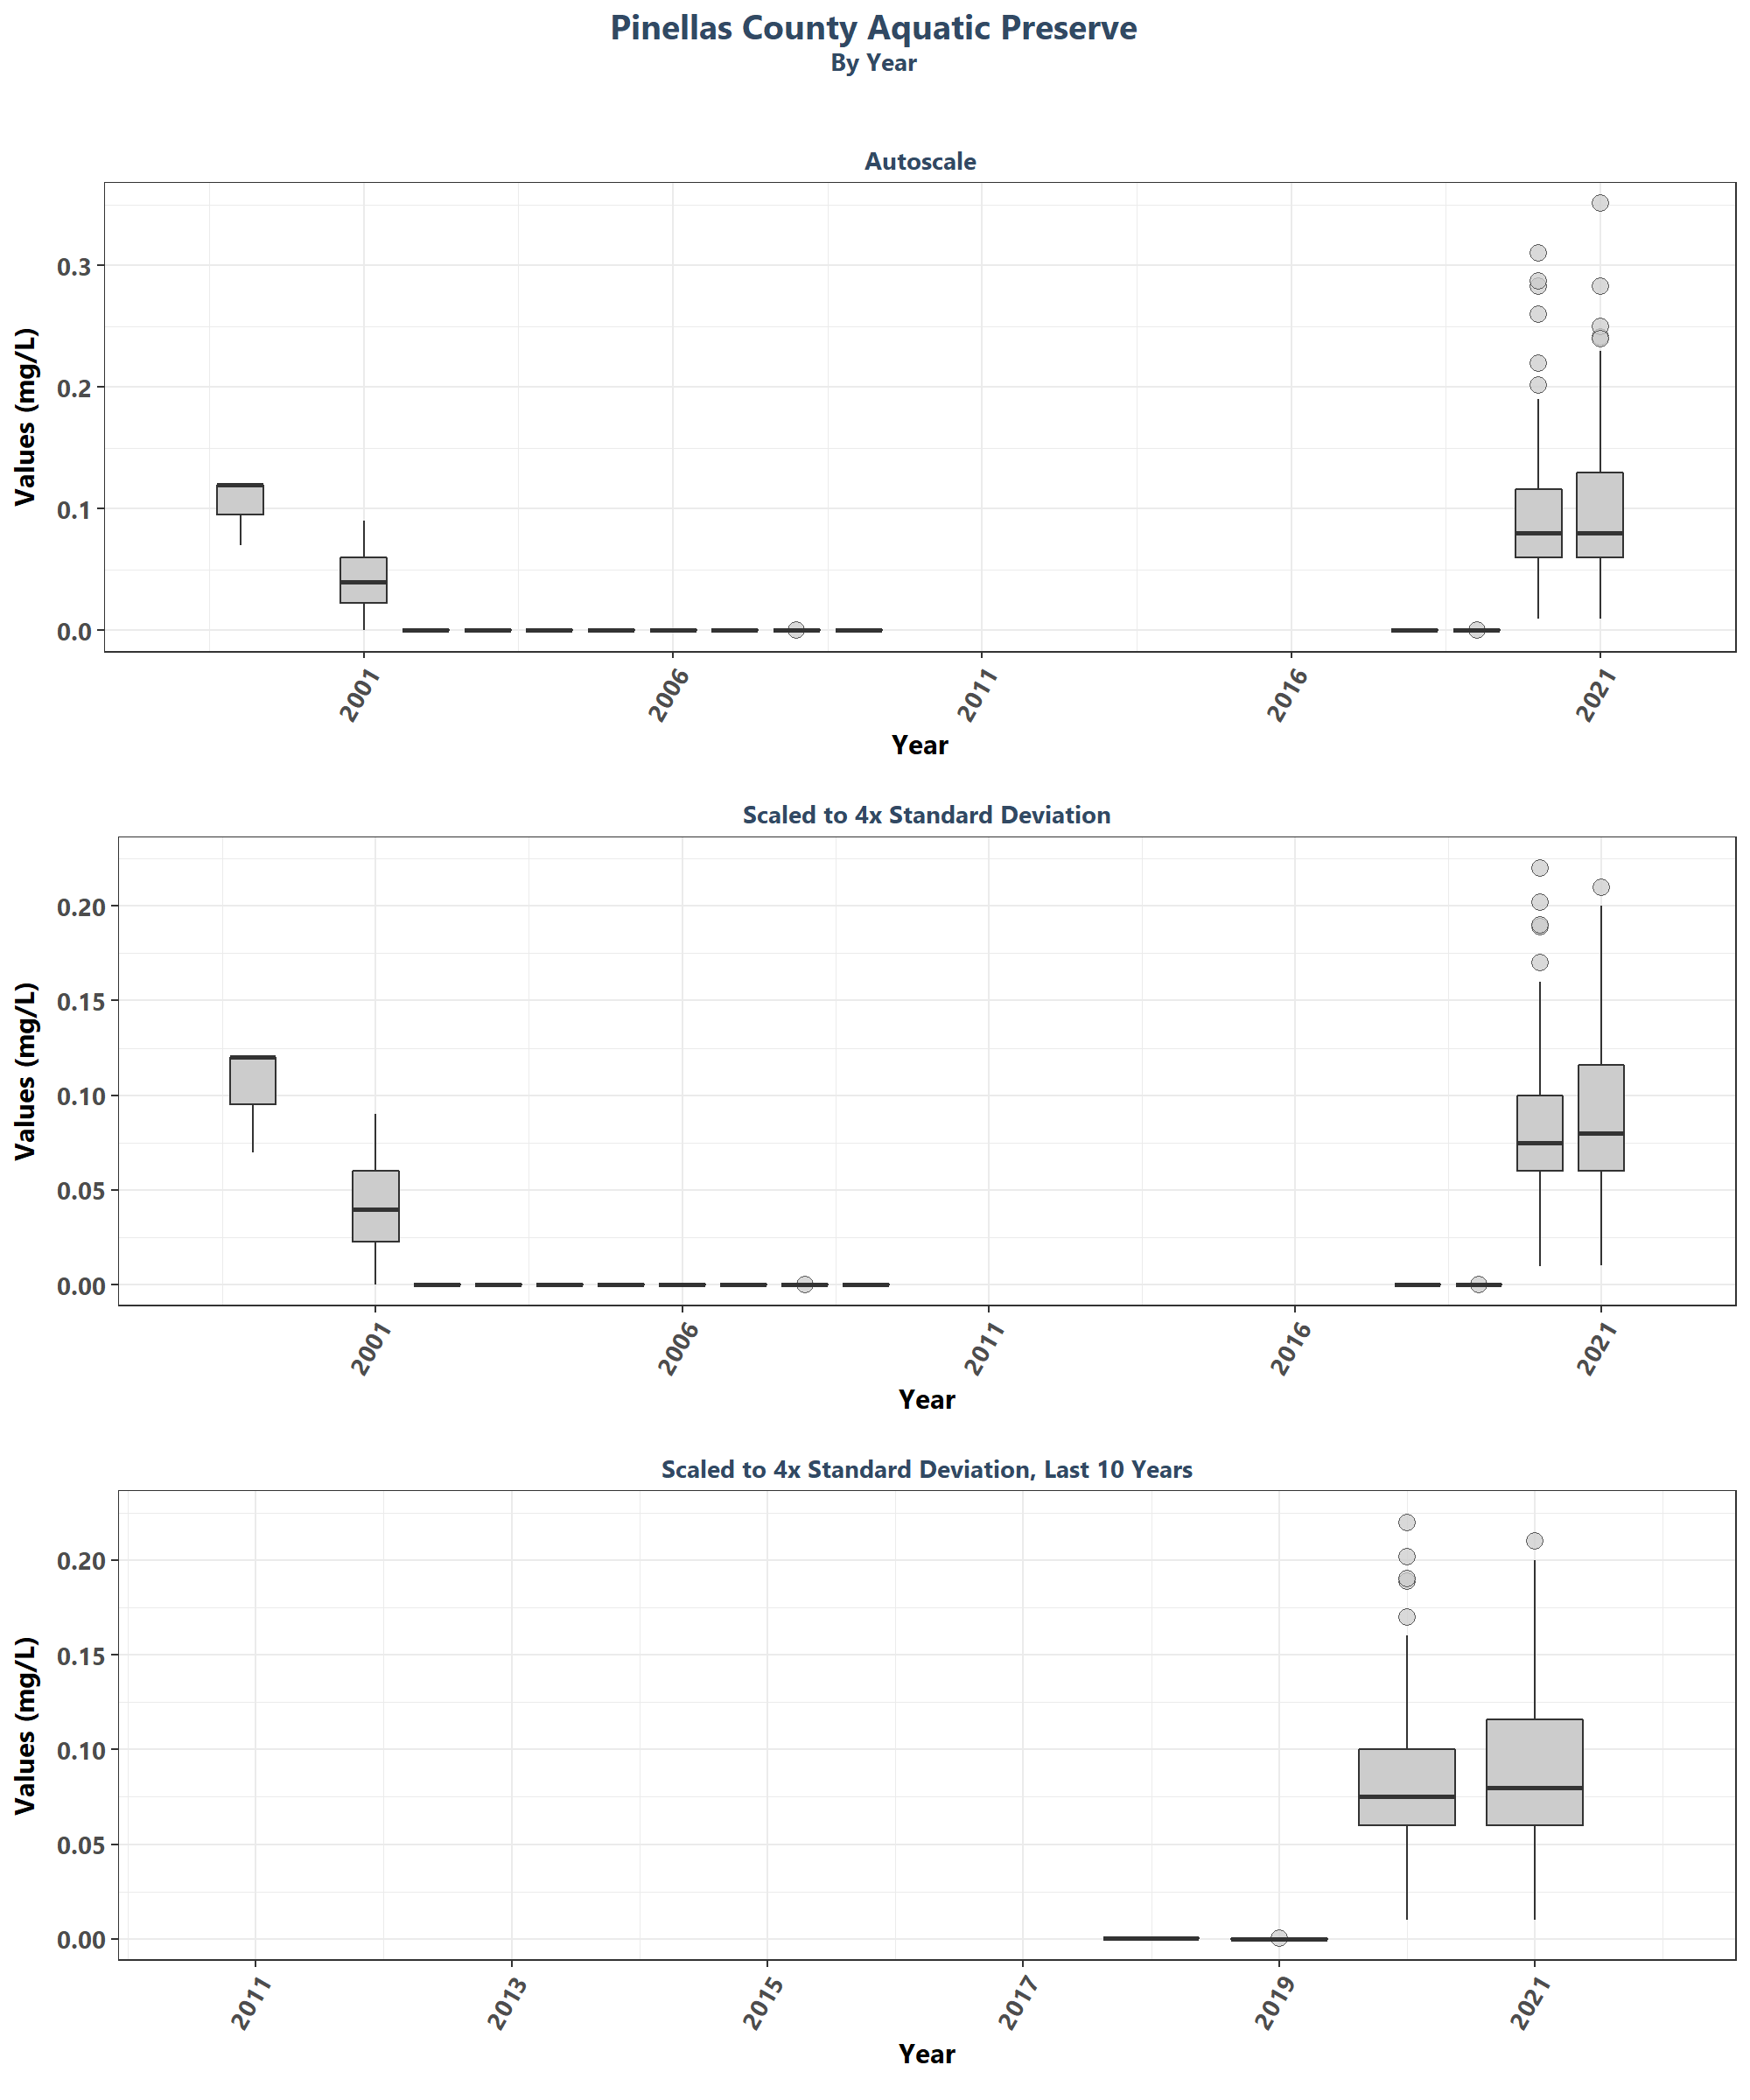 Pinellas County Aquatic Preserve
By Year
Autoscale
Values (mg/L)
0.3
0.2
0.1
0.0
2001 2006 2011 2016 2021
Year
Scaled to 4x Standard Deviation
Values (mg/L)
0.20
0.15
0.10
0.05
0.00
2001 2006 2011 2016 2021
Year
Scaled to 4x Standard Deviation, Last 10 Years
Values (mg/L)
0.20
0.15
0.10
0.05
0.00
2011 2013 2015 2017 2019 2021
Year